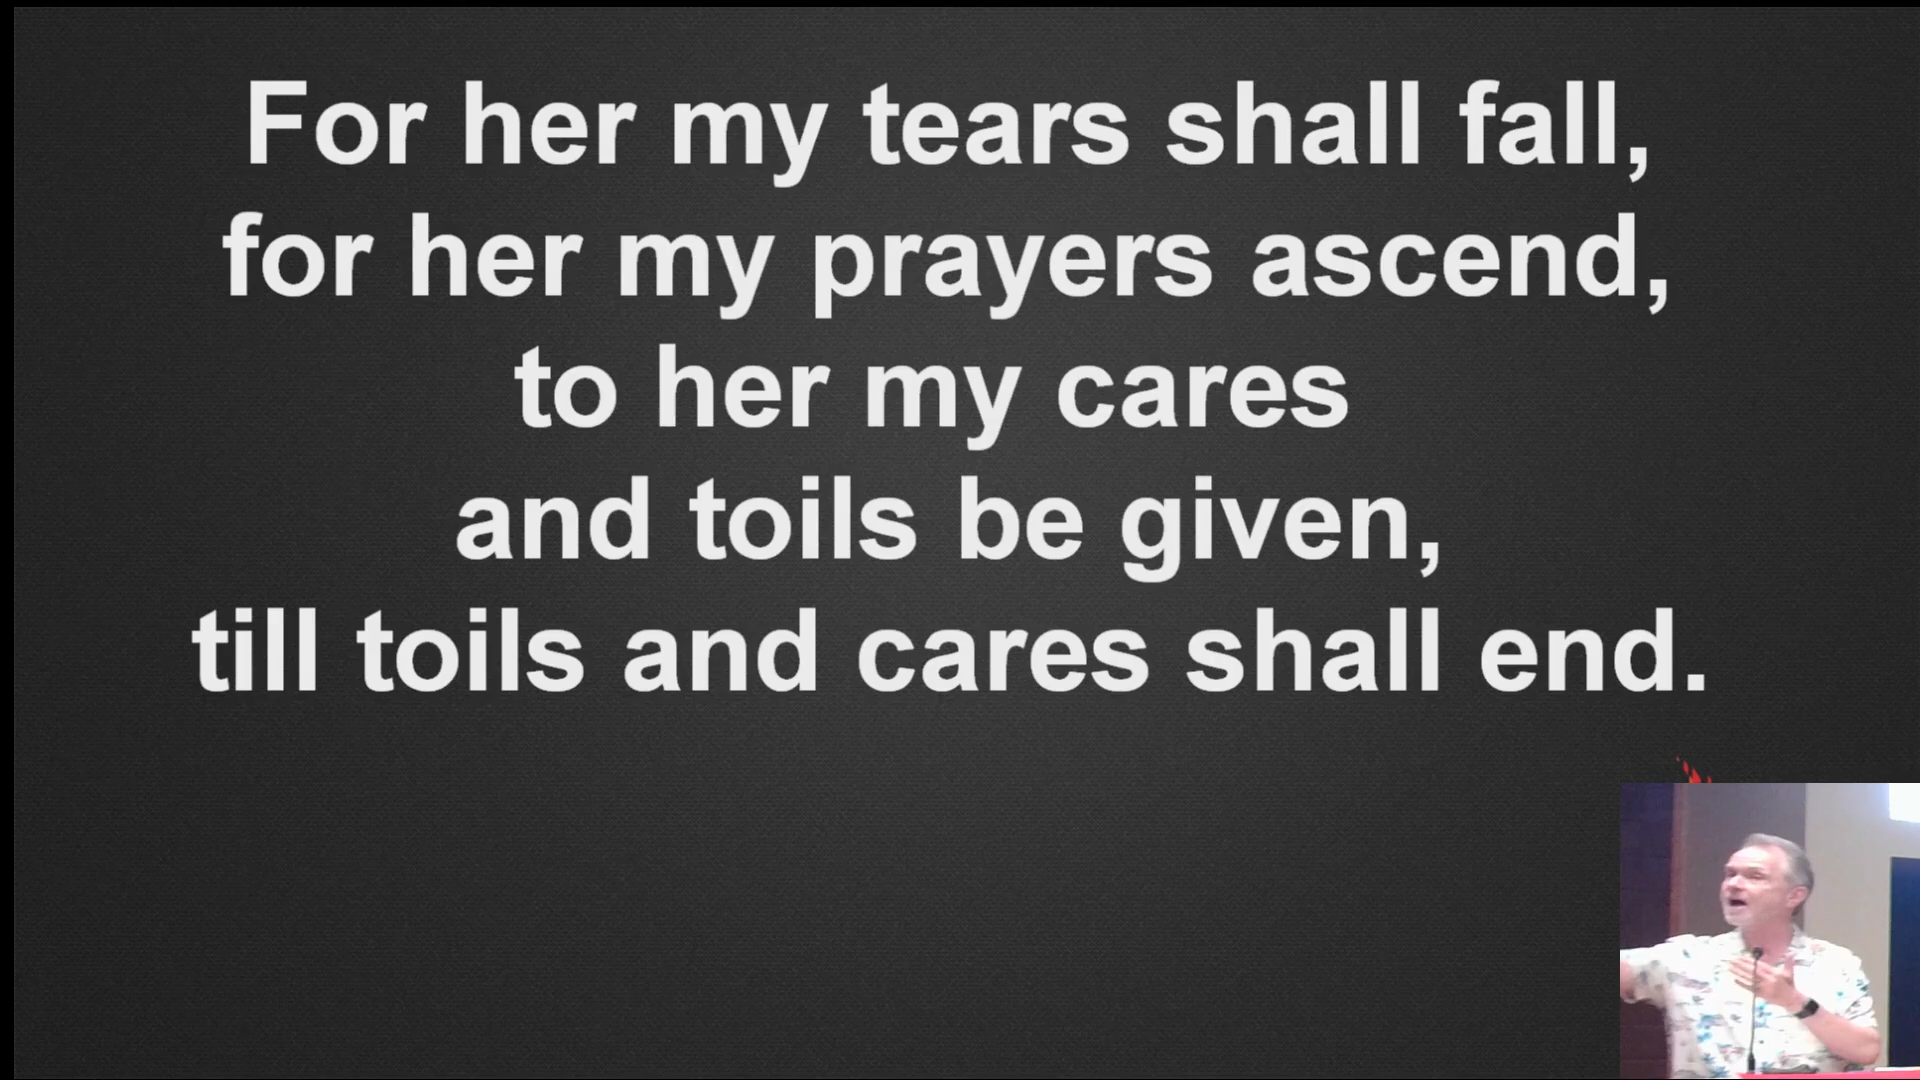 For her my tears shall fall,
for her my prayers ascend,
to her my cares
and toils be given,
till toils and cares shall end.